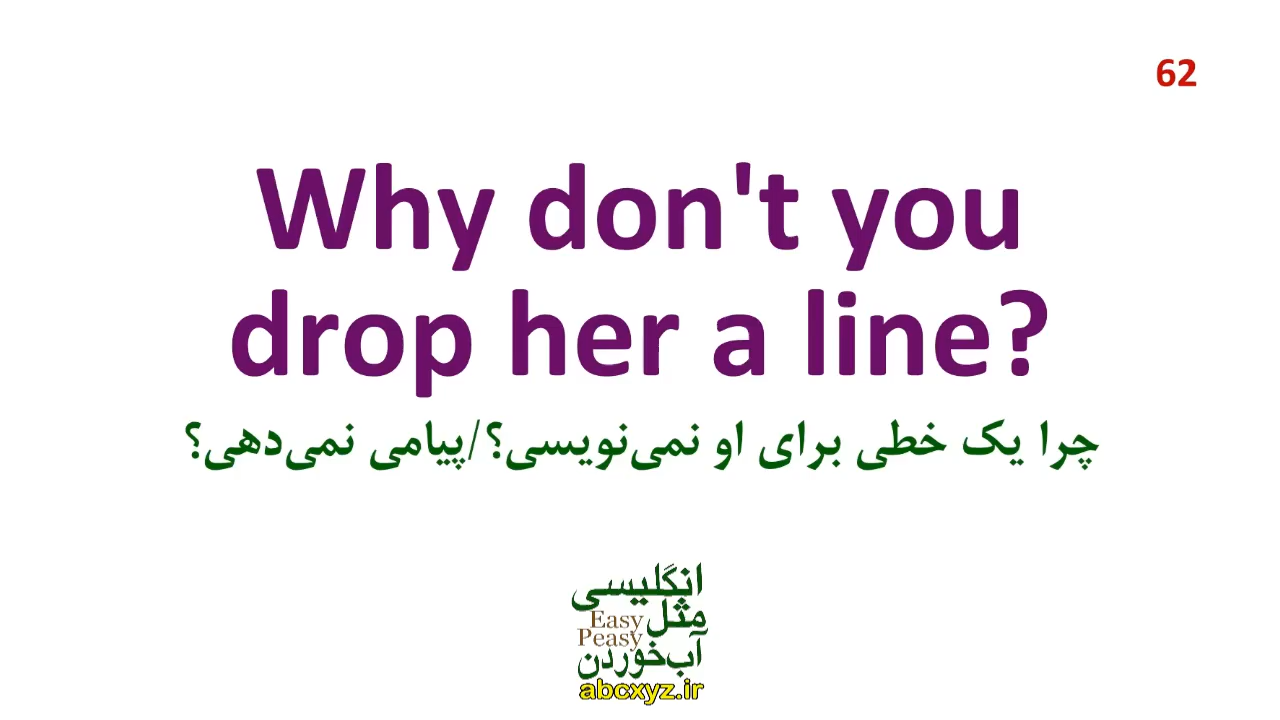 62
Why don't you
drop her a line?
چرا یک خطی برای او نمی‌نویسی؟/پیامی نمی‌دهی؟
انگلیسی
مثل
Easy
Peasy
آب‌خوردن
abcxyz.ir